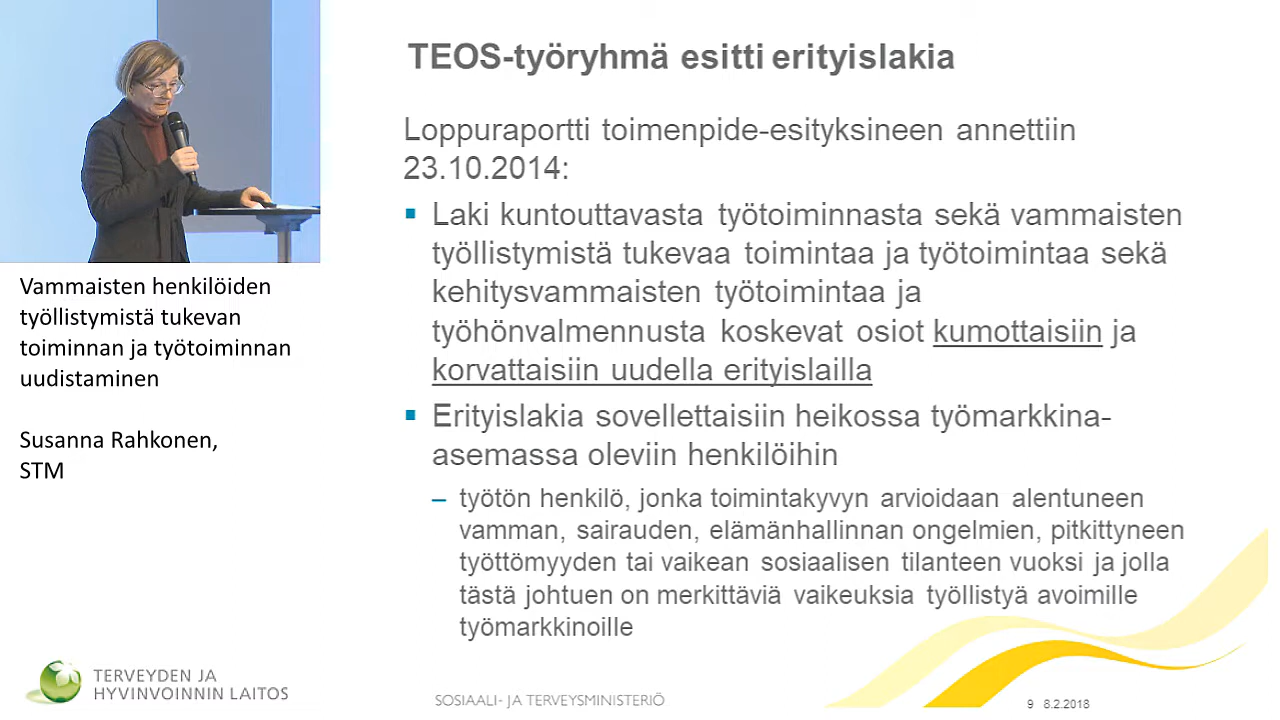 TEOS-työryhmä esitti erityislakia
Loppuraportti toimenpide-esityksineen annettiin
23.10.2014:
Laki kuntouttavasta työtoiminnasta sekä vammaisten
työllistymistä tukevaa toimintaa ja työtoimintaa sekä
kehitysvammaisten työtoimintaa ja
työhönvalmennusta koskevat osiot kumottaisiin ja
korvattaisiin uudella erityislailla
Erityislakia sovellettaisiin heikossa työmarkkina-
asemassa oleviin henkilöihin
– työtön henkilö, jonka toimintakyvyn arvioidaan alentuneen
vamman, sairauden, elämänhallinnan ongelmien, pitkittyneen
työttömyyden tai vaikean sosiaalisen tilanteen vuoksi ja jolla
tästä johtuen on merkittäviä vaikeuksia työllistyä avoimille
työmarkkinoille
Vammaisten henkilöiden
työllistymistä tukevan
toiminnan ja työtoiminnan
uudistaminen
Susanna Rahkonen,
STM
TERVEYDEN JA
HYVINVOINNIN LAITOS
SOSIAALI- JA TERVEYSMINISTERIÖ
9 8.2.2018